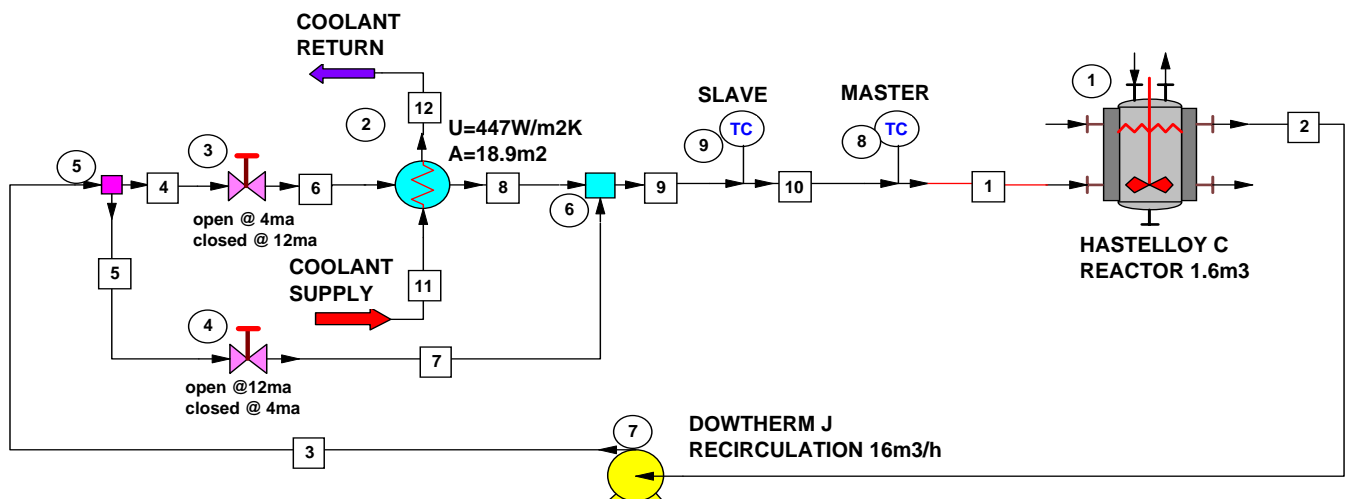 COOLANT
RETURN
12
2
U=447W/m2K
A=18.9m2
SLAVE
MASTER
TC
TC
9
8
1
2
5
3
4
6
8
6
9
10
1
open @ 4ma
closed @ 12ma
5
COOLANT
SUPPLY
11
HASTELLOY C
REACTOR 1.6m3
4
7
open @12ma
closed @ 4ma
3
7
DOWTHERM J
RECIRCULATION 16m3/h